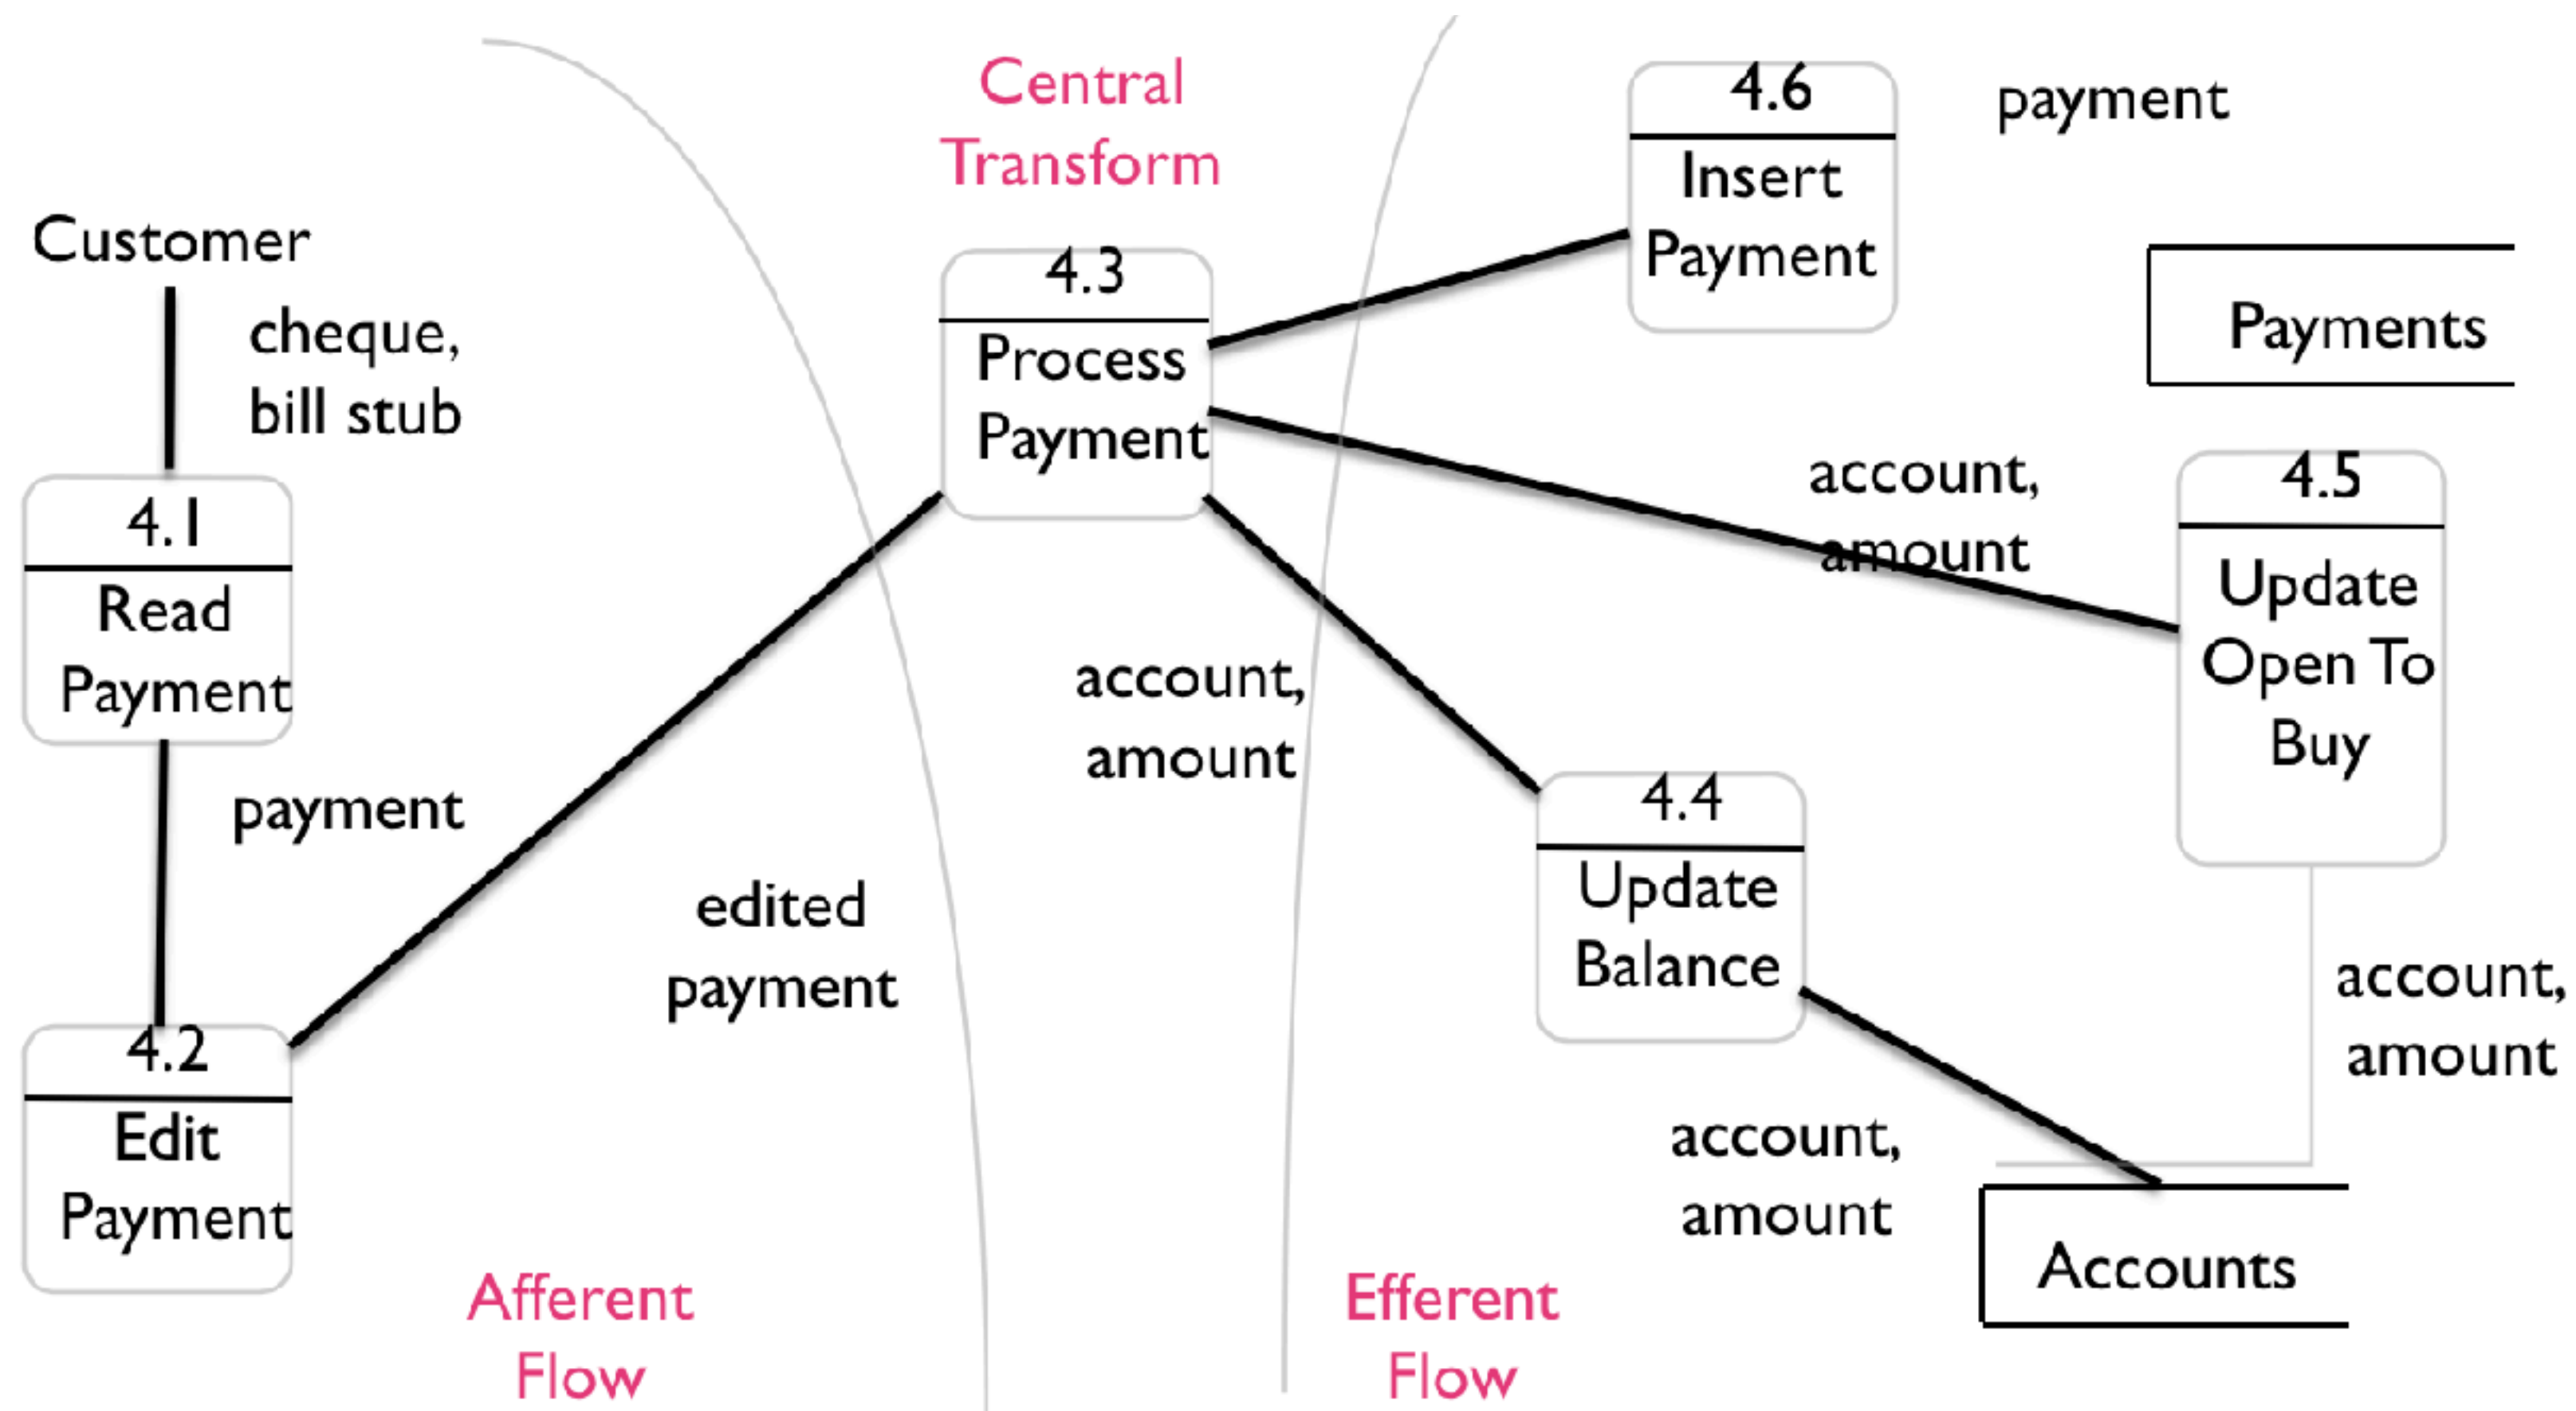 Customer
cheque,
bill stub
4.1
Read
Payment
payment
4.2
Edit
Payment
edited
payment
Afferent
Flow
Central
Transform
4.3
Process
Payment
account,
amount
Efferent
Flow
4.6
Insert
Payment
payment
Payments
account,
amount
4.5
Update
Open To
Buy
4.4
Update
Balance
account,
amount
account,
amount
Accounts